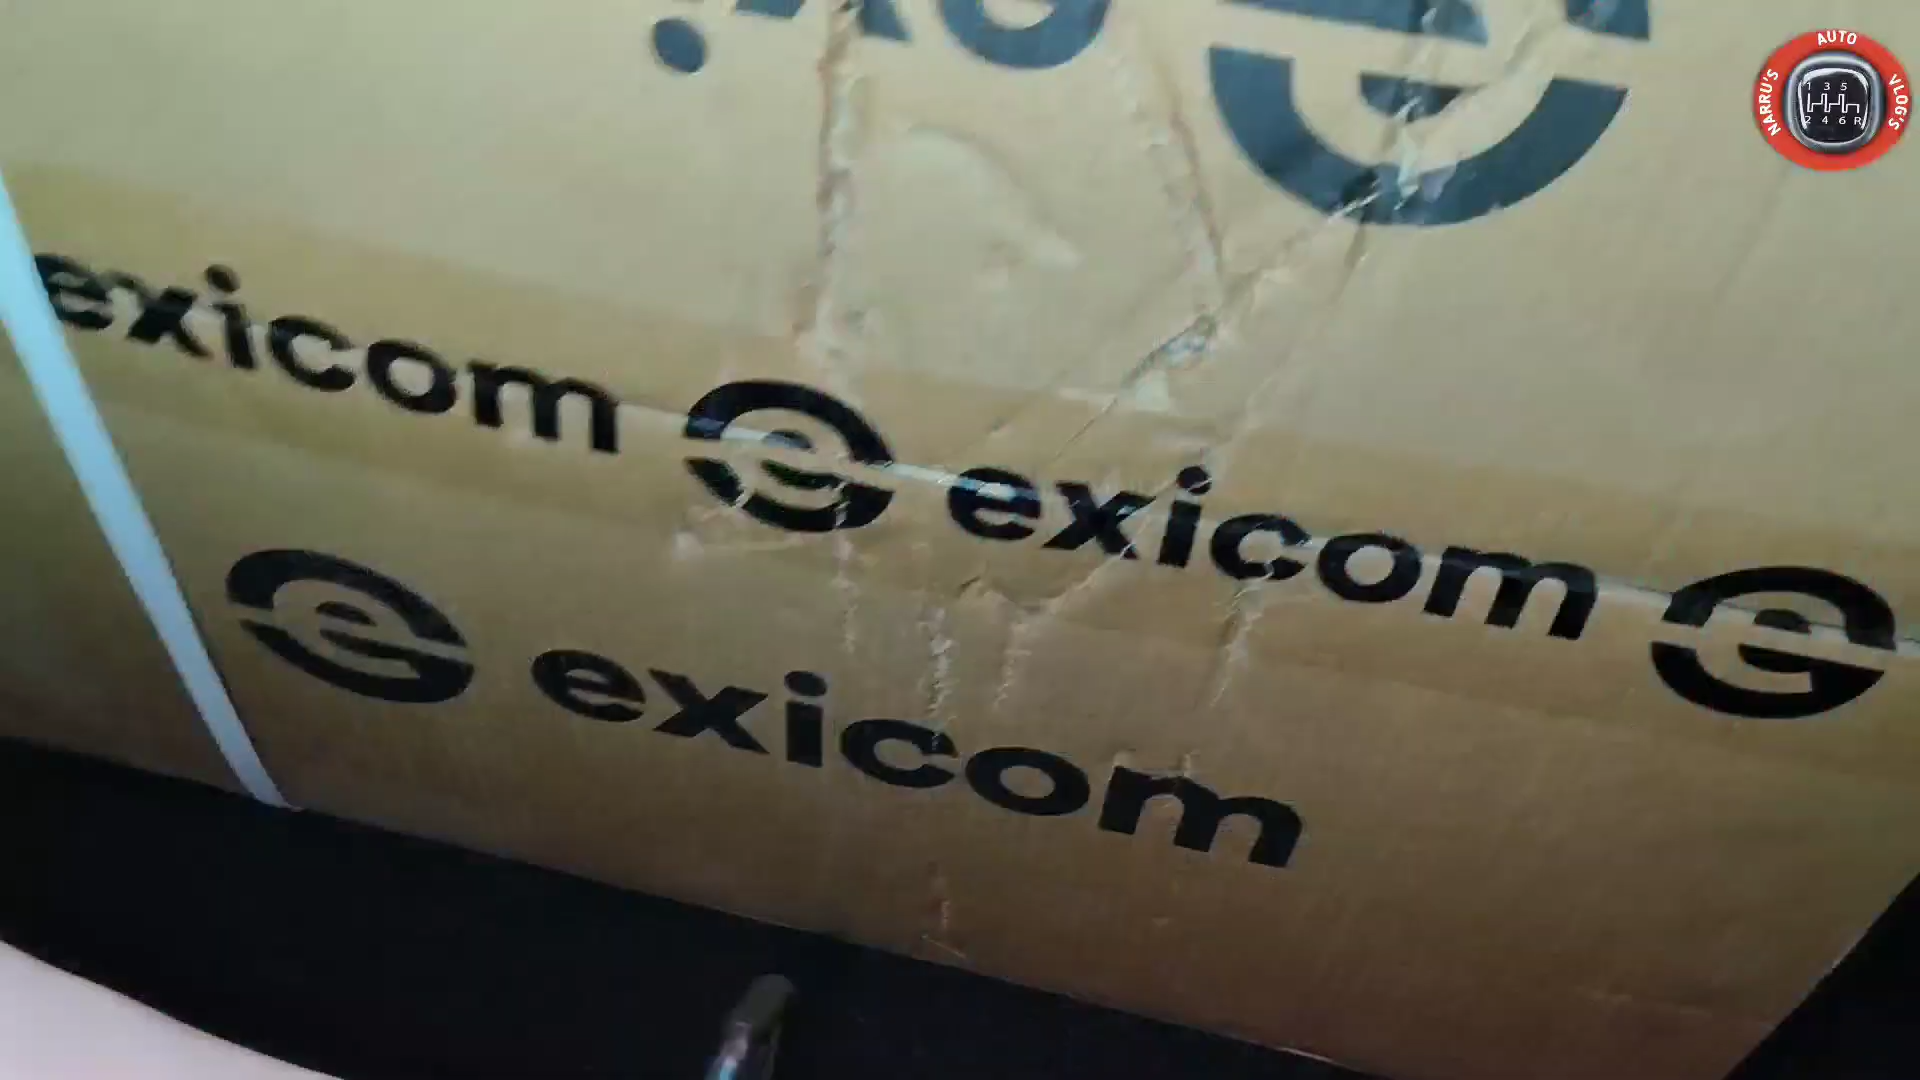 NARRU'S AUTO VLOG'S
1 3 5
2 4 6 R
exicom exicom
exicom